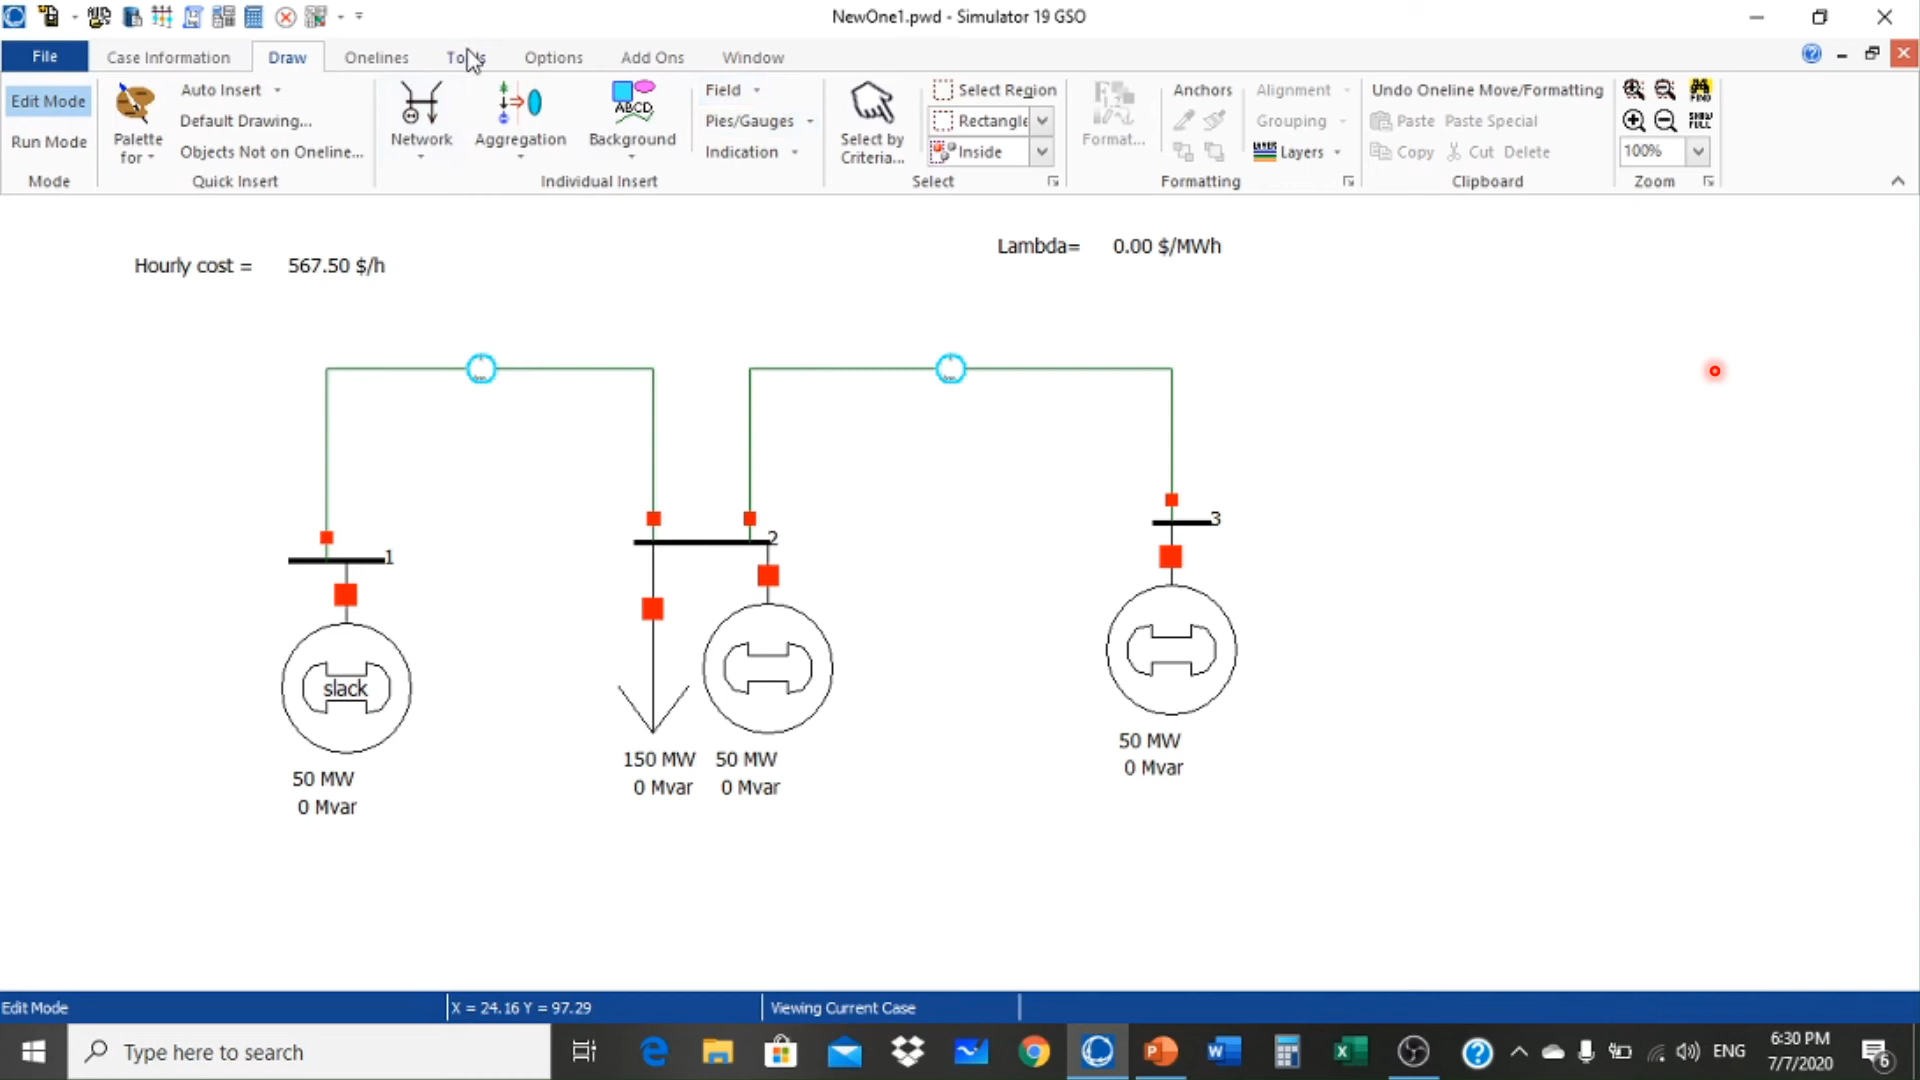 NewOne1.pwd - Simulator 19 GSO
File Case Information Draw Onelines Tools Options Add Ons Window
Edit Mode
Run Mode
Mode
Palette for
Auto Insert
Default Drawing...
Objects Not on Oneline...
Quick Insert
Network
Aggregation
ABCD
Background
Field
Pies/Gauges
Indication
Individual Insert
Select by Criteria...
Select Region
Rectangle
Inside
Select
Format...
Anchors
Alignment
Grouping
Layers
Formatting
Undo Oneline Move/Formatting
Paste Paste Special
Copy Cut Delete
Clipboard
100%
Zoom
Hourly cost = 567.50 $/h
Lambda= 0.00 $/MWh
1
2
3
slack
50 MW
0 Mvar
150 MW
0 Mvar
50 MW
0 Mvar
50 MW
0 Mvar
Edit Mode
X = 24.16 Y = 97.29
Viewing Current Case
Type here to search
ENG
6:30 PM
7/7/2020
6